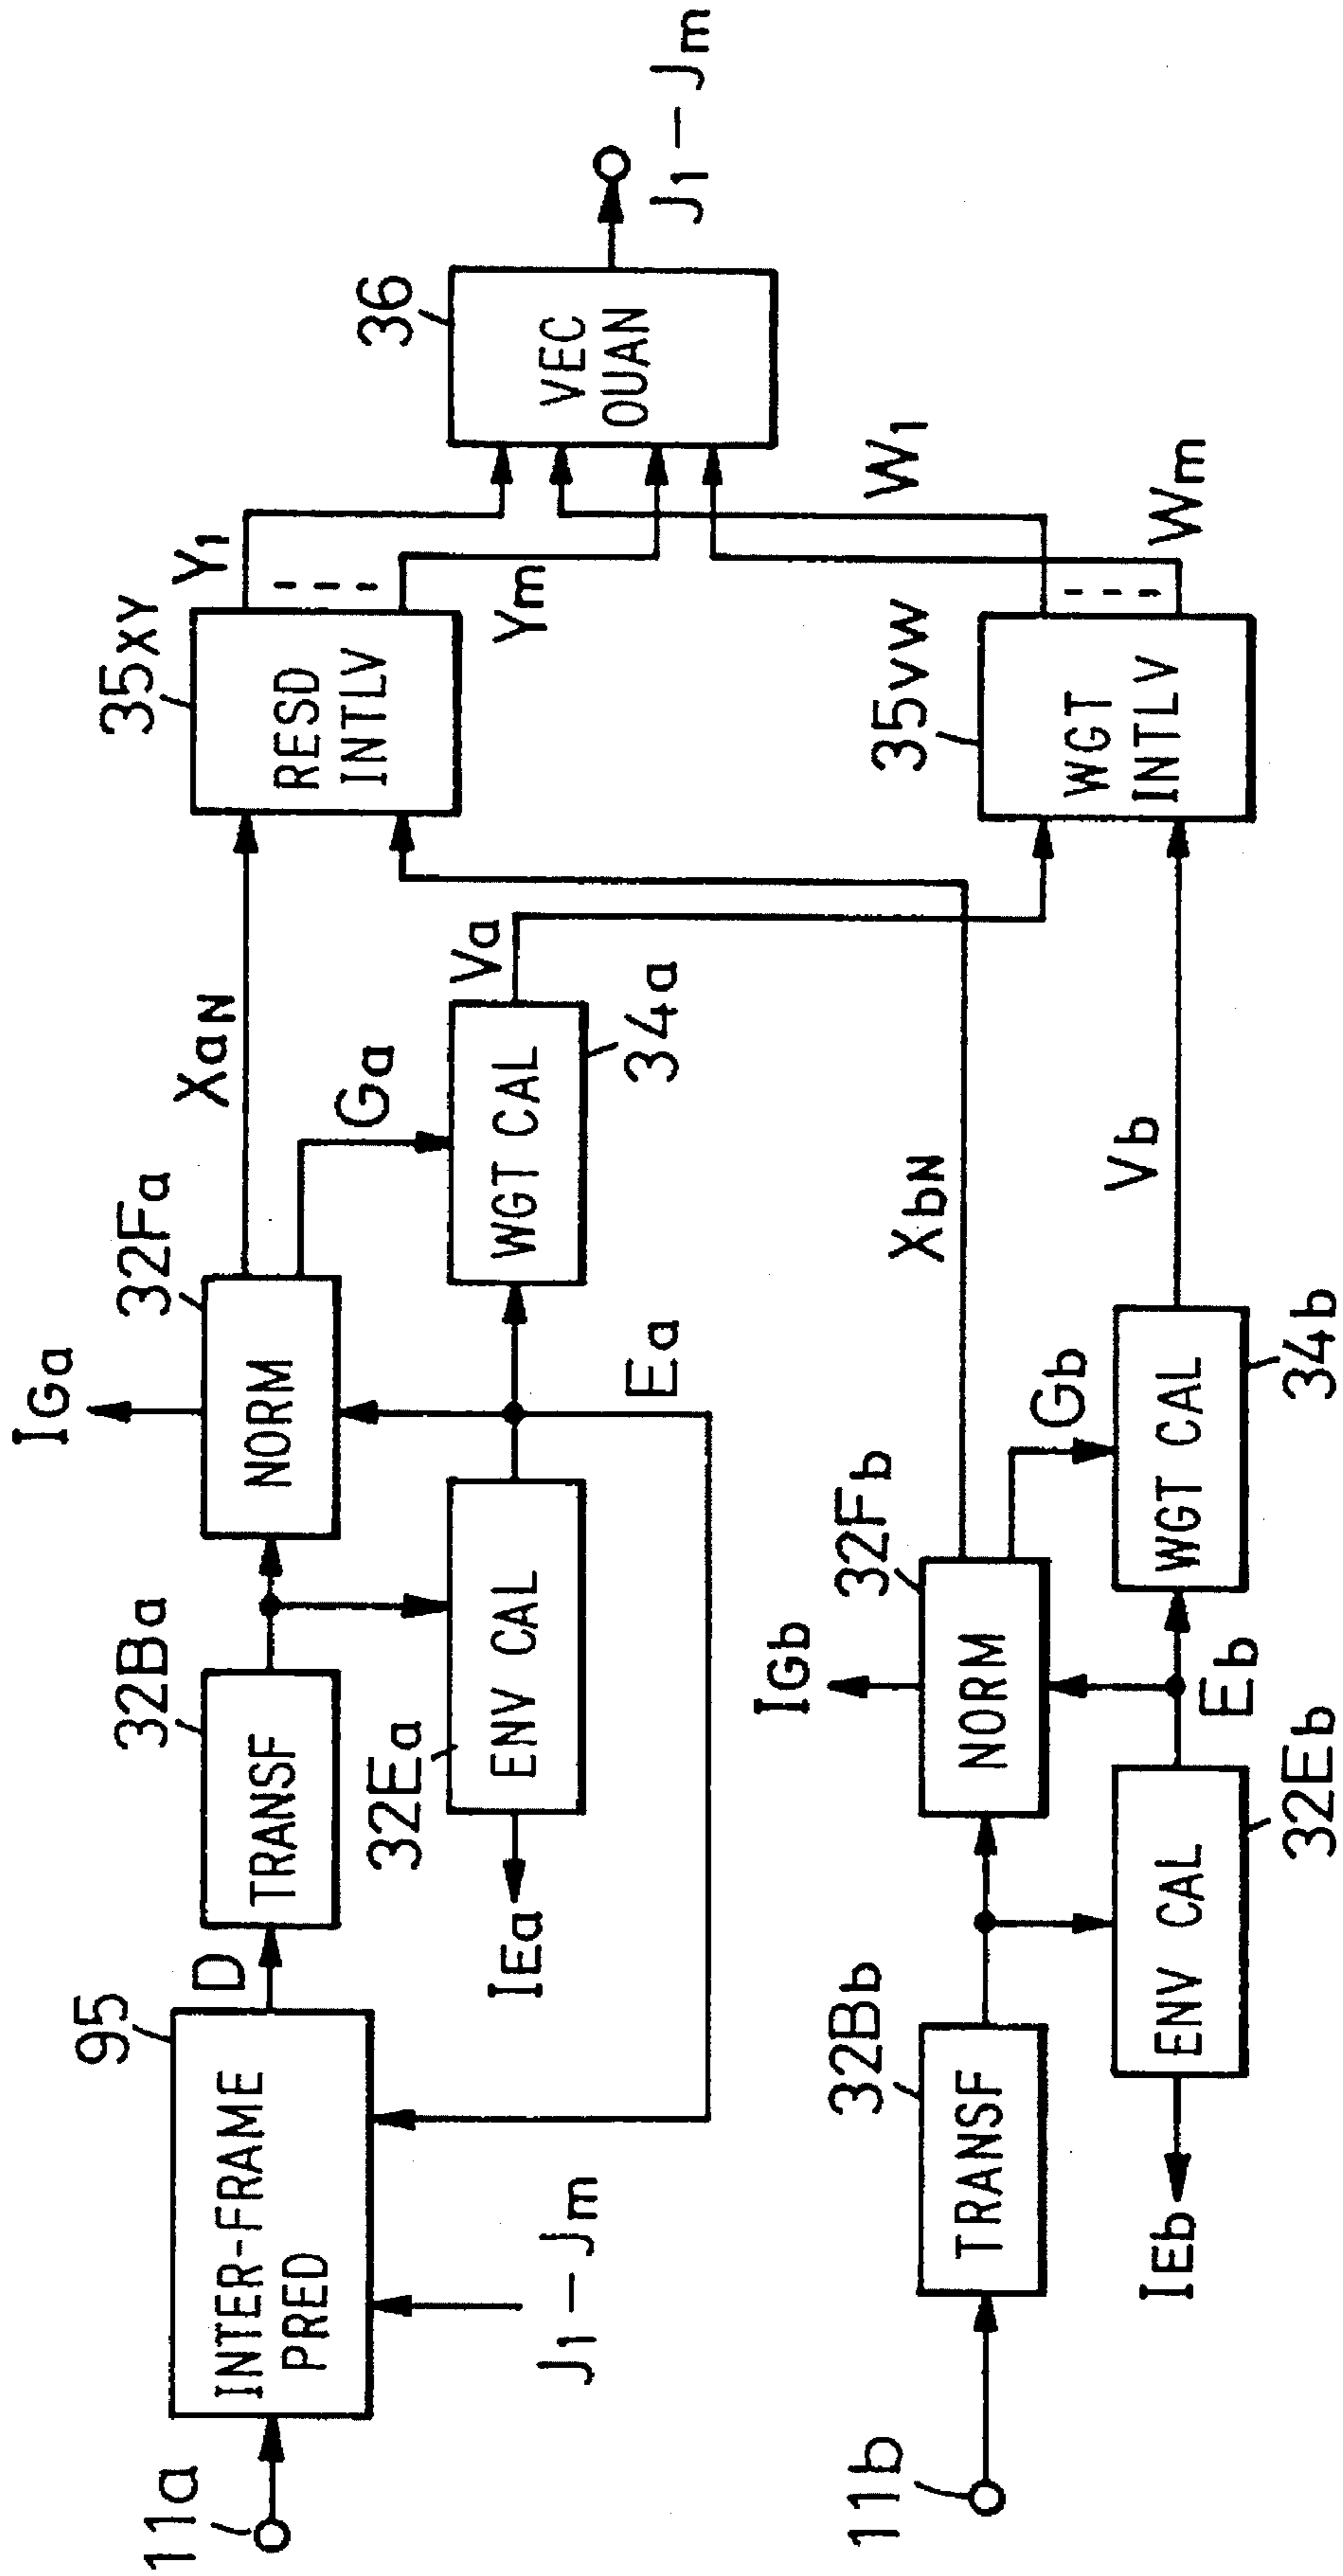 11a
95
INTER-FRAME
PRED
J1-Jm
D
32Ba
TRANSF
32Ea
ENV CAL
IEa
IGa
32Fa
NORM
Ea
Ga
XaN
WGT CAL
34a
Va
35XY
RESD
INTLV
Y1
Ym
36
VEC
OUAN
J1-Jm
11b
32Bb
TRANSF
IEb
ENV CAL
32Eb
IGb
32Fb
NORM
Eb
Gb
WGT CAL
34b
XbN
Vb
35VW
WGT
INTLV
W1
Wm